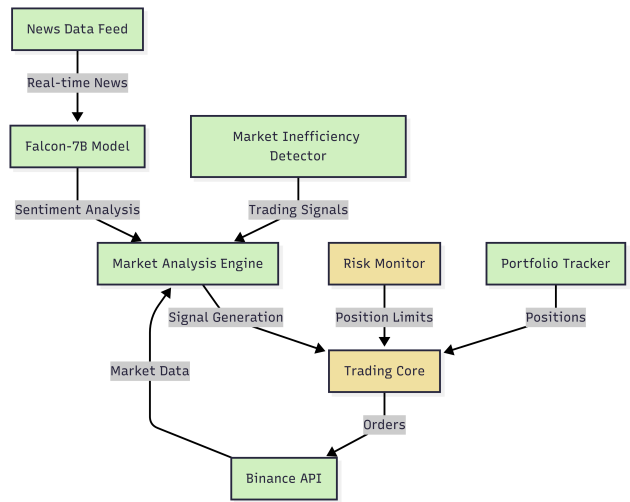 News Data Feed
Real-time News
Falcon-7B Model
Market Inefficiency
Detector
Sentiment Analysis
Trading Signals
Market Analysis Engine
Risk Monitor
Portfolio Tracker
Signal Generation
Position Limits
Positions
Market Data
Trading Core
Orders
Binance API